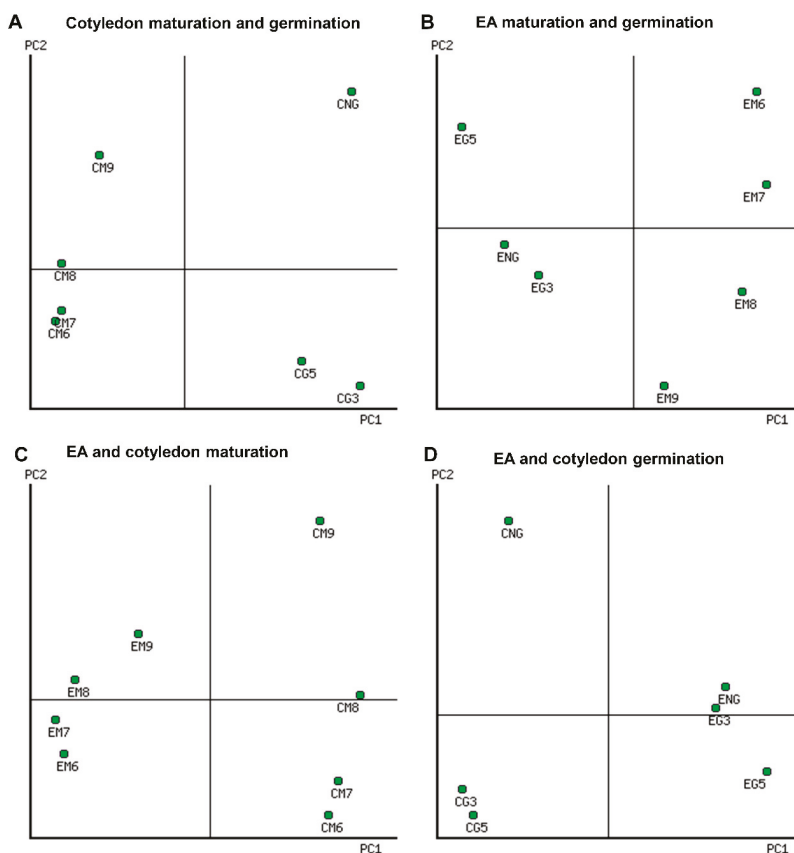 A Cotyledon maturation and germination
PC2
CNG
CM9
CM8
CM7
CM6
CG5
CG3
PC1
B EA maturation and germination
PC2
EM6
EG5
EM7
ENG
EG3
EM8
EM9
PC1
C EA and cotyledon maturation
PC2
CM9
EM9
EM8
CM8
EM7
EM6
CM7
CM6
PC1
D EA and cotyledon germination
PC2
CNG
ENG
EG3
EG5
CG3
CG5
PC1